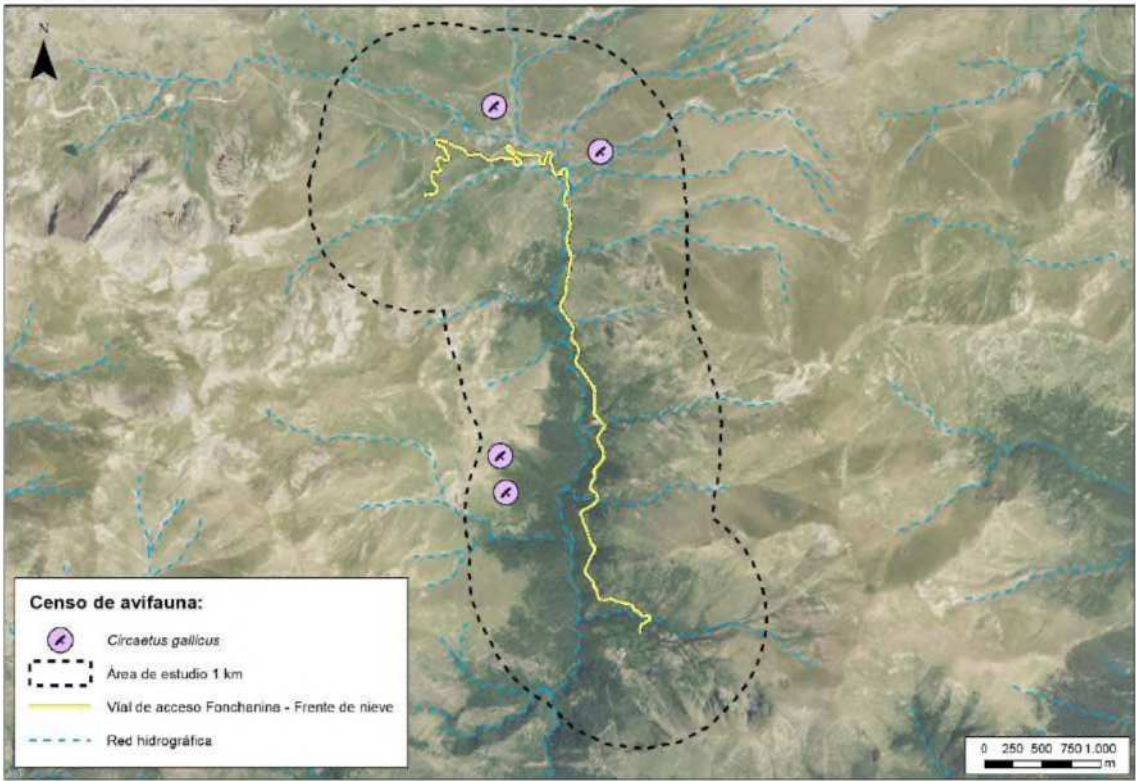 N
Censo de avifauna:
Circaetus gallicus
Área de estudio 1 km
Vial de acceso Fonchanina - Frente de nieve
Red hidrográfica
0 250 500 750 1.000
m